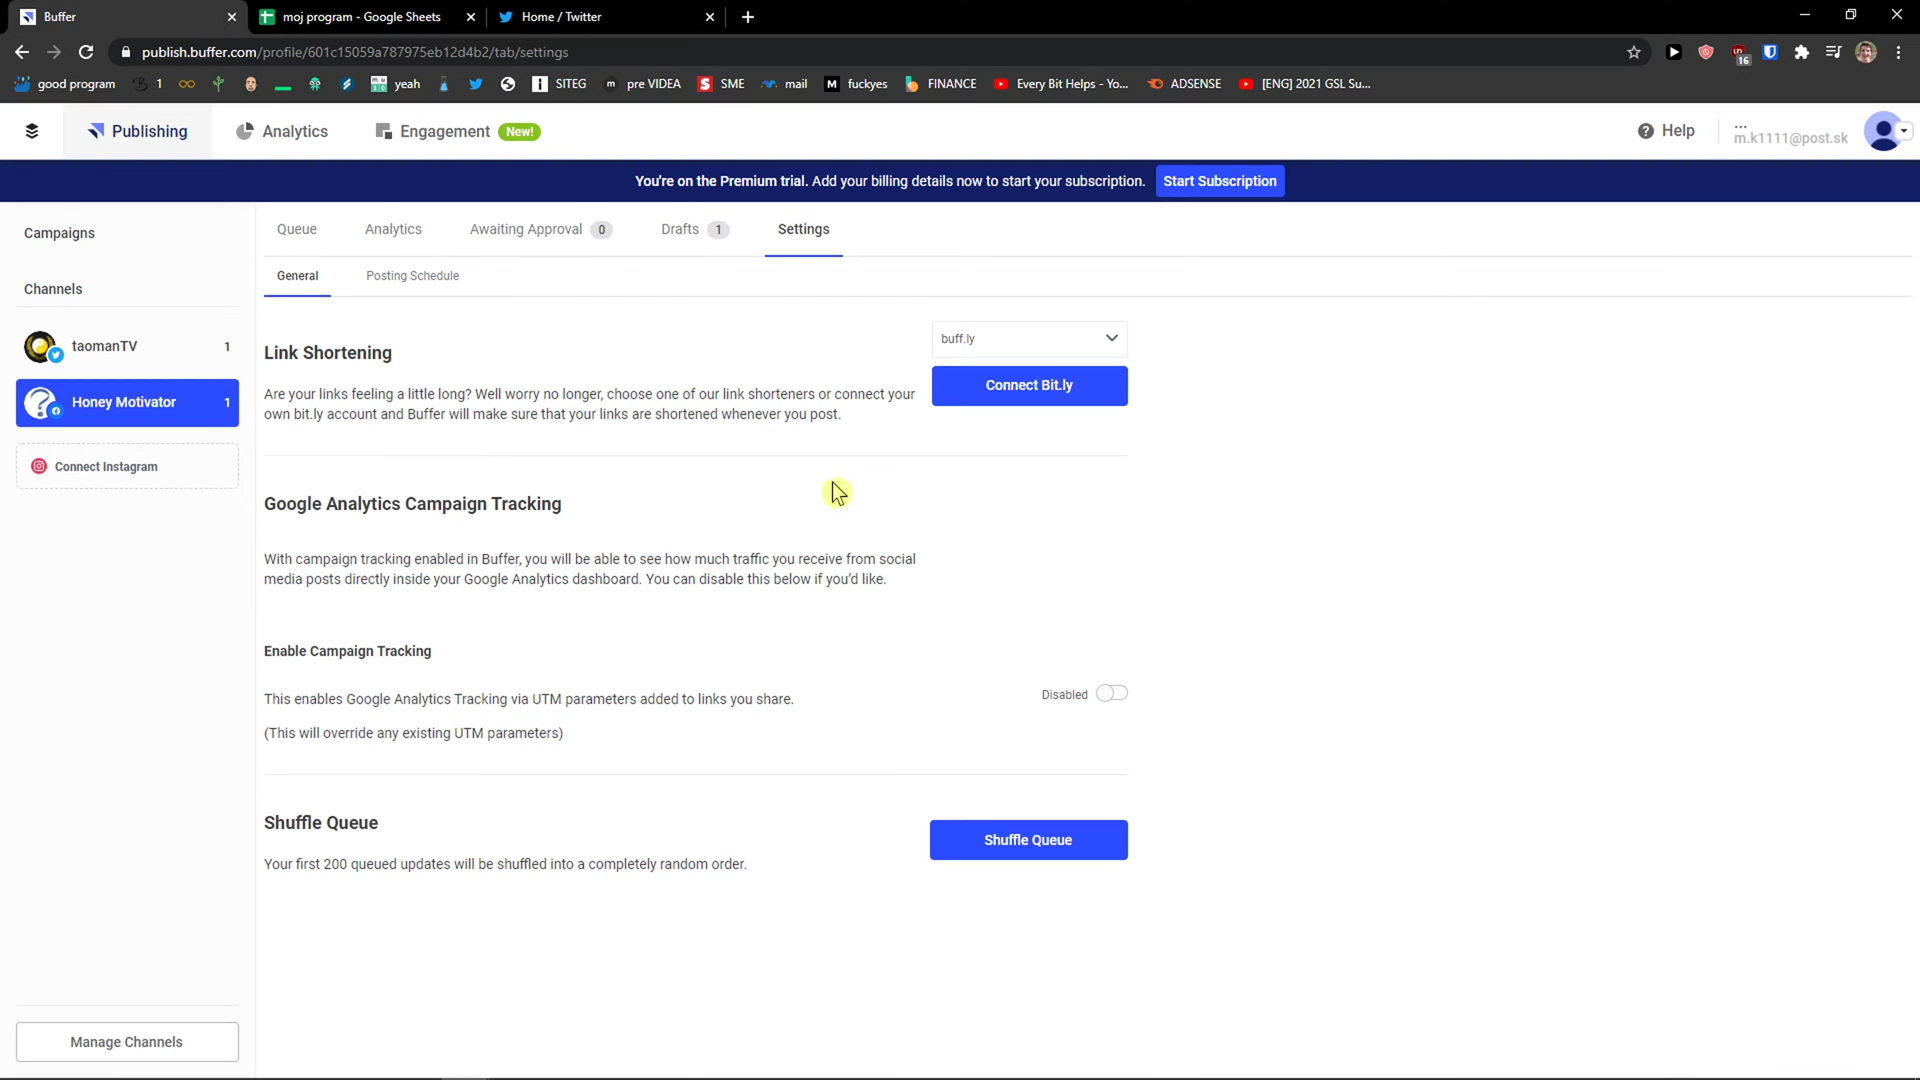 Buffer
moj program - Google Sheets
Home / Twitter
publish.buffer.com/profile/601c15059a787975eb12d4b2/tab/settings
16
good program
1
yeah
SITEG
pre VIDEA
SME
mail
fuckyes
FINANCE
Every Bit Helps - Yo...
ADSENSE
[ENG] 2021 GSL Su...
Publishing
Analytics
Engagement
New!
Help
...
m.k1111@post.sk
You're on the Premium trial. Add your billing details now to start your subscription.
Start Subscription
Campaigns
Channels
taomanTV
1
Honey Motivator
1
Connect Instagram
Manage Channels
Queue
Analytics
Awaiting Approval
0
Drafts
1
Settings
General
Posting Schedule
Link Shortening
Are your links feeling a little long? Well worry no longer, choose one of our link shorteners or connect your
own bit.ly account and Buffer will make sure that your links are shortened whenever you post.
buff.ly
Connect Bit.ly
Google Analytics Campaign Tracking
With campaign tracking enabled in Buffer, you will be able to see how much traffic you receive from social
media posts directly inside your Google Analytics dashboard. You can disable this below if you'd like.
Enable Campaign Tracking
This enables Google Analytics Tracking via UTM parameters added to links you share.
(This will override any existing UTM parameters)
Disabled
Shuffle Queue
Your first 200 queued updates will be shuffled into a completely random order.
Shuffle Queue